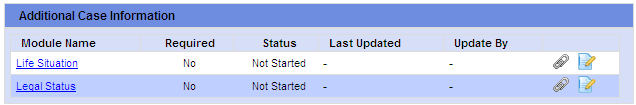 Additional Case Information
Module Name Required Status Last Updated Update By
Life Situation No Not Started - -
Legal Status No Not Started - -